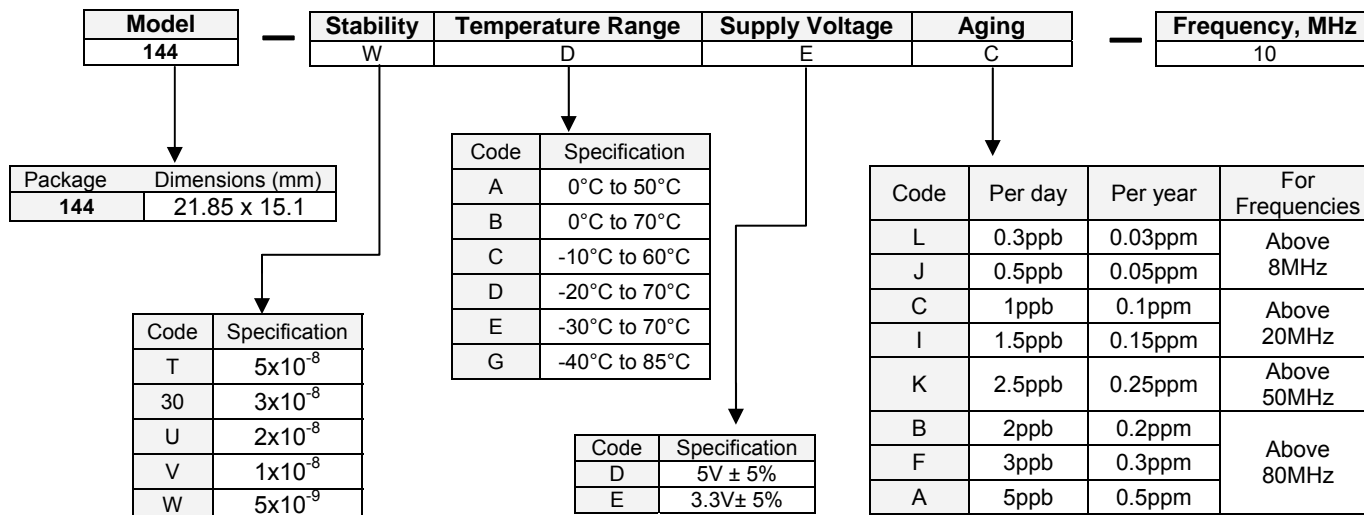 Model — Stability Temperature Range Supply Voltage Aging — Frequency, MHz
144 W D E C 10
Package Dimensions (mm)
144 21.85 x 15.1
Code Specification
T 5x10⁻⁸
30 3x10⁻⁸
U 2x10⁻⁸
V 1x10⁻⁸
W 5x10⁻⁹
Code Specification
A 0°C to 50°C
B 0°C to 70°C
C -10°C to 60°C
D -20°C to 70°C
E -30°C to 70°C
G -40°C to 85°C
Code Specification
D 5V ± 5%
E 3.3V± 5%
Code Per day Per year For Frequencies
L 0.3ppb 0.03ppm Above 8MHz
J 0.5ppb 0.05ppm
C 1ppb 0.1ppm Above 20MHz
I 1.5ppb 0.15ppm
K 2.5ppb 0.25ppm Above 50MHz
B 2ppb 0.2ppm Above 80MHz
F 3ppb 0.3ppm
A 5ppb 0.5ppm